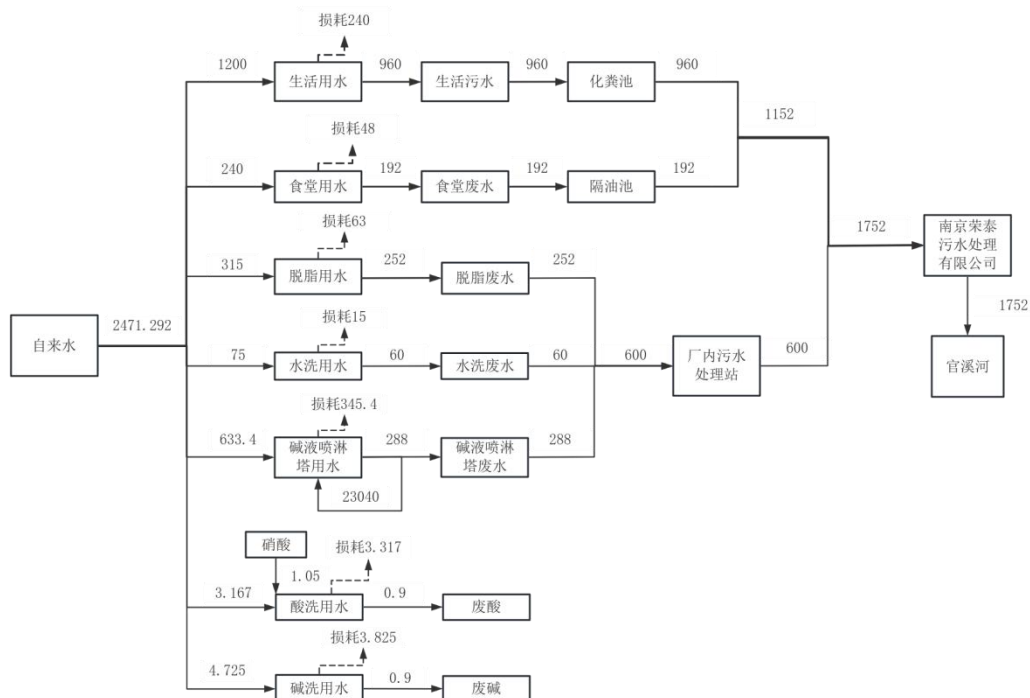 损耗240
1200
生活用水
960
生活污水
960
化粪池
960
1152
损耗48
240
食堂用水
192
食堂废水
192
隔油池
192
1752
南京荣泰
污水处理
有限公司
1752
官溪河
损耗63
315
脱脂用水
252
脱脂废水
252
自来水
2471.292
损耗15
75
水洗用水
60
水洗废水
60
600
厂内污水
处理站
600
损耗345.4
633.4
碱液喷淋
塔用水
288
碱液喷淋
塔废水
288
23040
硝酸
1.05
损耗3.317
3.167
酸洗用水
0.9
废酸
损耗3.825
4.725
碱洗用水
0.9
废碱